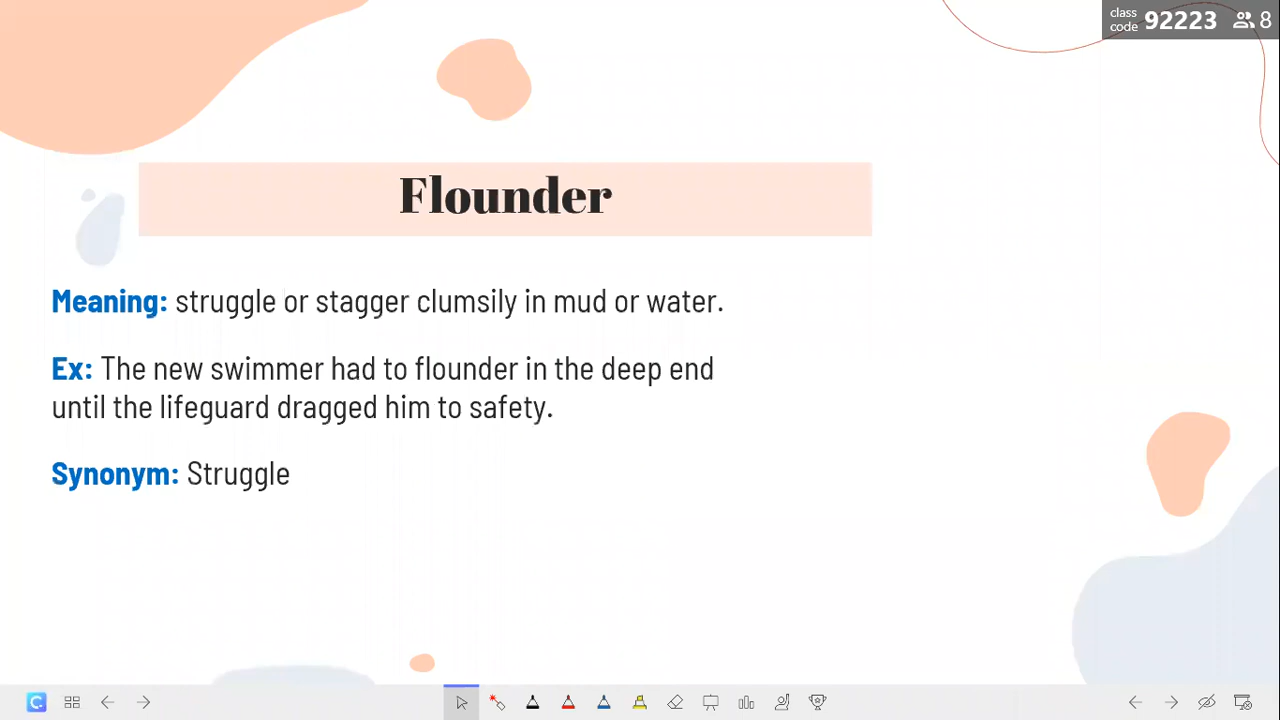 class
code 92223 8
Flounder
Meaning: struggle or stagger clumsily in mud or water.
Ex: The new swimmer had to flounder in the deep end
until the lifeguard dragged him to safety.
Synonym: Struggle